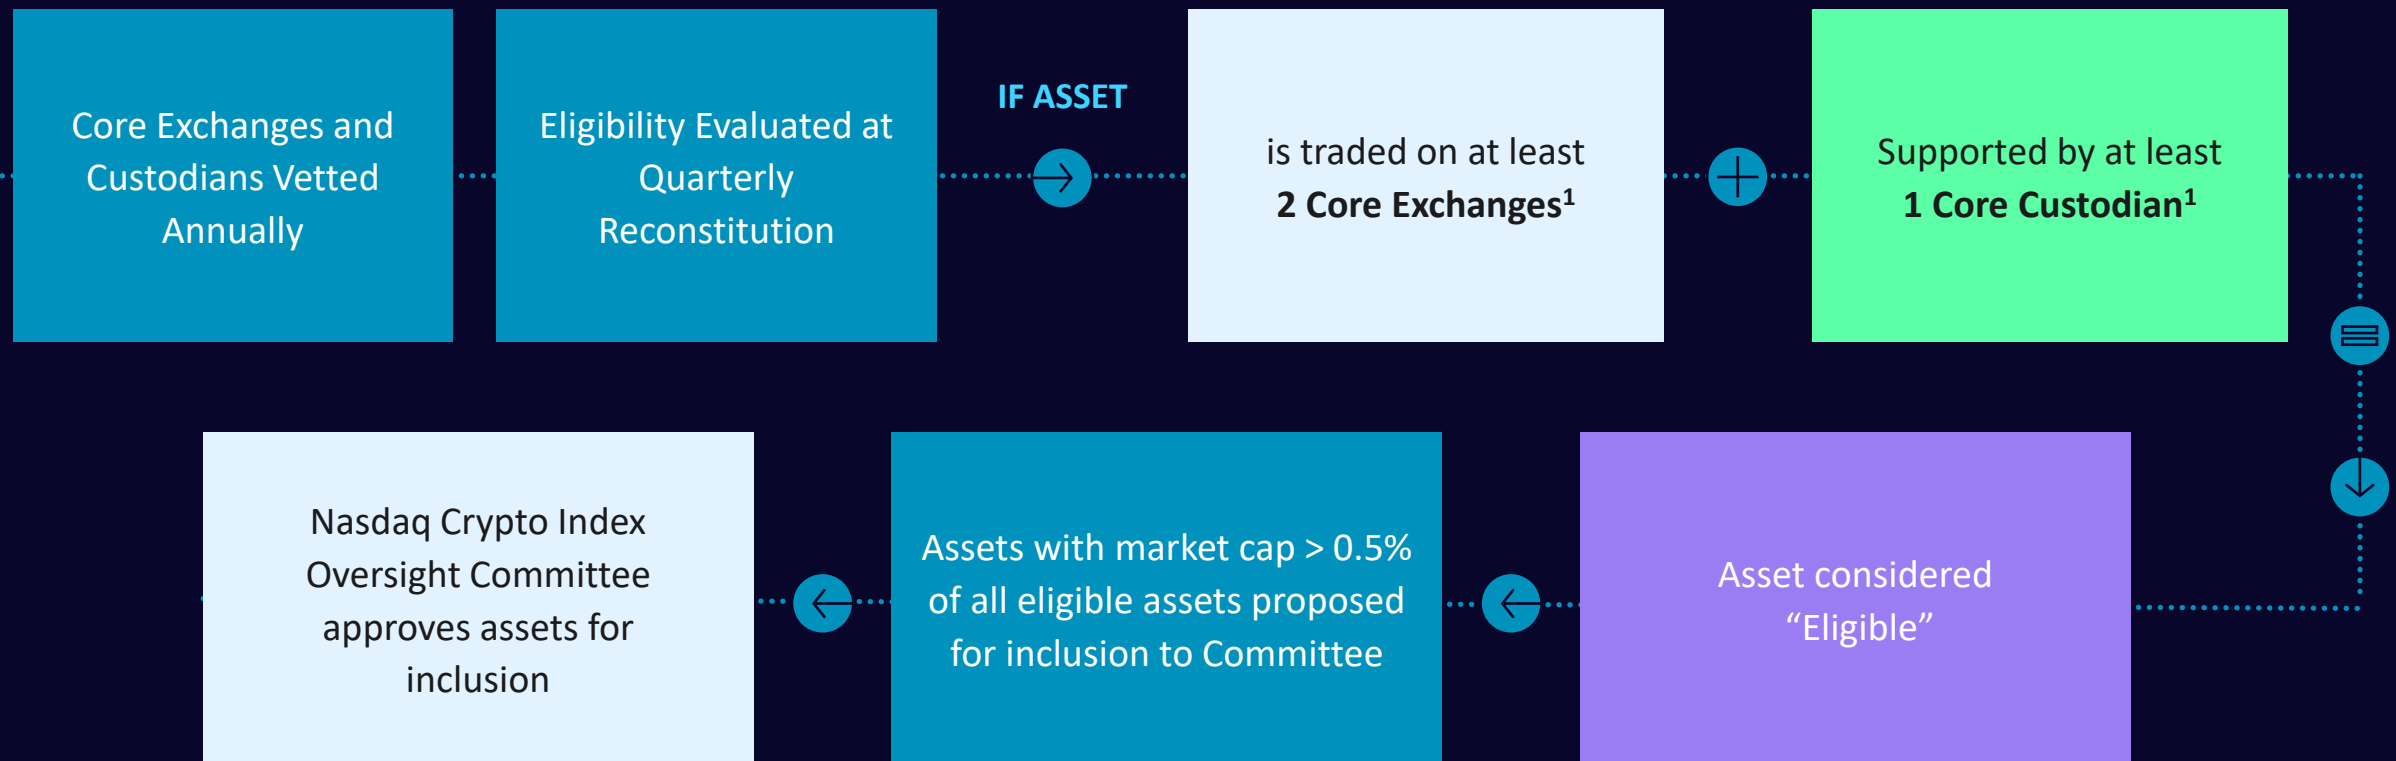 Core Exchanges and
Custodians Vetted
Annually
Eligibility Evaluated at
Quarterly
Reconstitution
IF ASSET
is traded on at least
2 Core Exchanges¹
Supported by at least
1 Core Custodian¹
Asset considered
“Eligible”
Assets with market cap > 0.5%
of all eligible assets proposed
for inclusion to Committee
Nasdaq Crypto Index
Oversight Committee
approves assets for
inclusion